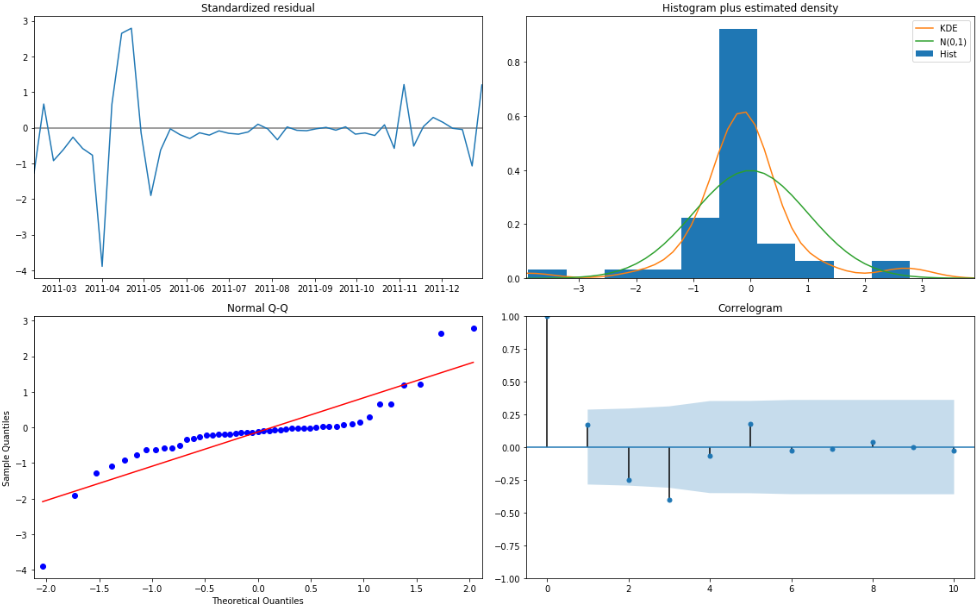 Standardized residual
3
2
1
0
−1
−2
−3
−4
2011-03 2011-04 2011-05 2011-06 2011-07 2011-08 2011-09 2011-10 2011-11 2011-12
Histogram plus estimated density
KDE
N(0,1)
Hist
0.8
0.6
0.4
0.2
0.0
−3 −2 −1 0 1 2 3
Normal Q-Q
Sample Quantiles
3
2
1
0
−1
−2
−3
−4
−2.0 −1.5 −1.0 −0.5 0.0 0.5 1.0 1.5 2.0
Theoretical Quantiles
Correlogram
1.00
0.75
0.50
0.25
0.00
−0.25
−0.50
−0.75
−1.00
0 2 4 6 8 10